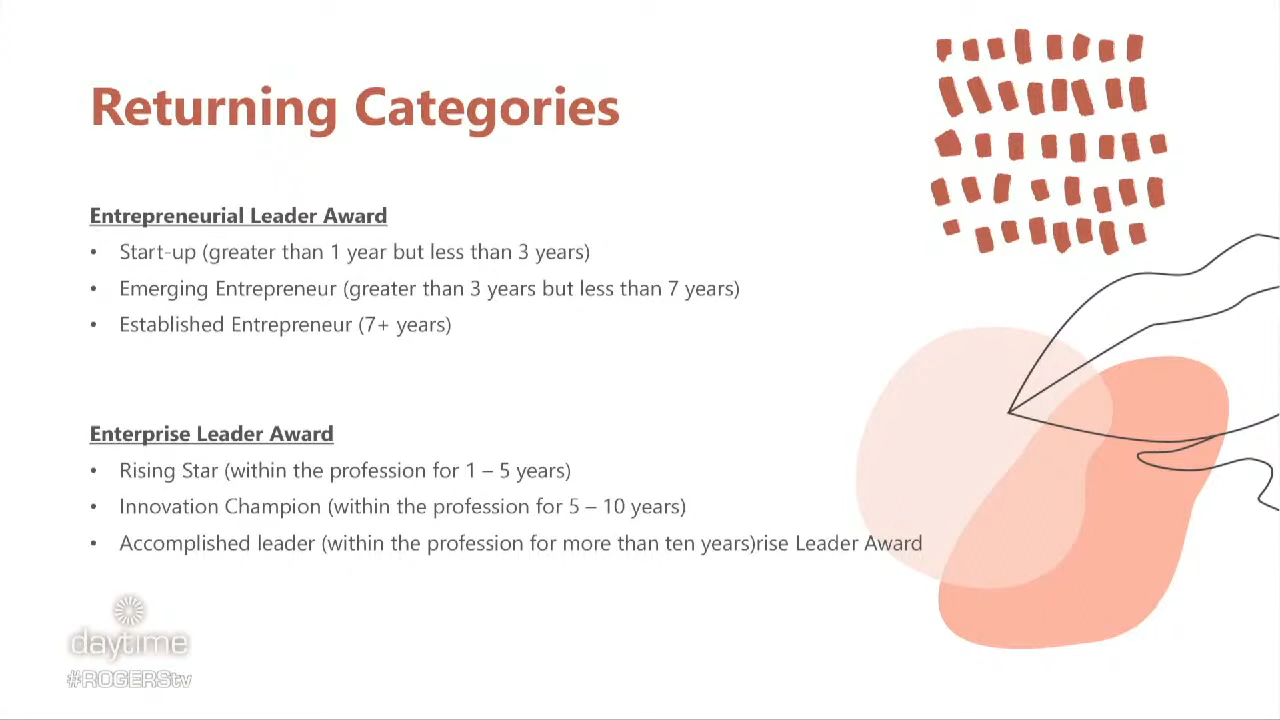 Returning Categories
Entrepreneurial Leader Award
• Start-up (greater than 1 year but less than 3 years)
• Emerging Entrepreneur (greater than 3 years but less than 7 years)
• Established Entrepreneur (7+ years)
Enterprise Leader Award
• Rising Star (within the profession for 1 – 5 years)
• Innovation Champion (within the profession for 5 – 10 years)
• Accomplished leader (within the profession for more than ten years)rise Leader Award
daytime
#ROGERStv